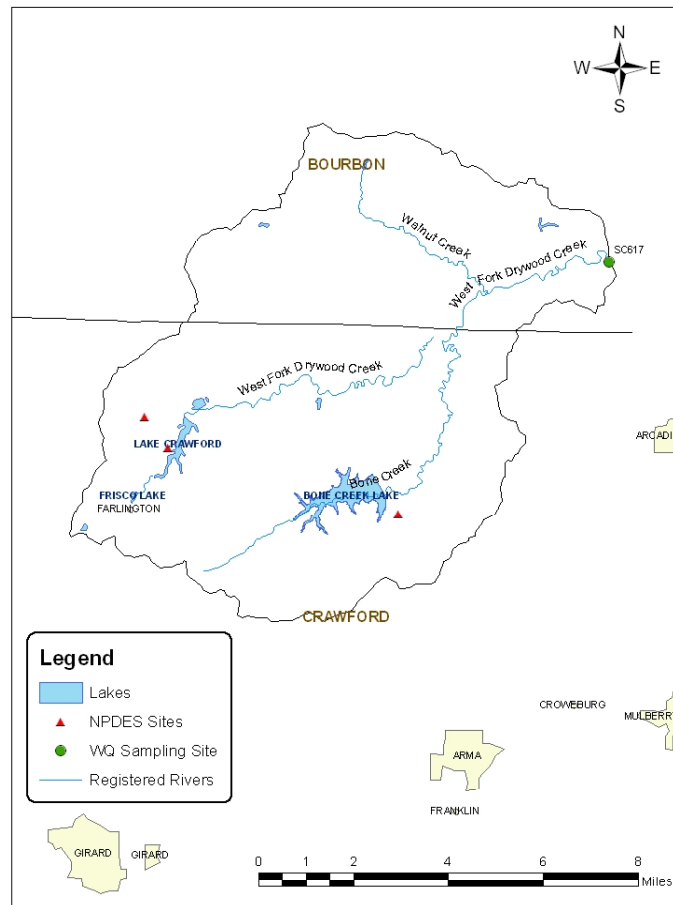 N
W E
S
BOURBON
Walnut Creek
SC617
West Fork Drywood Creek
West Fork Drywood Creek
LAKE CRAWFORD
ARCADI
Bone Creek
FRISCO LAKE
BONE CREEK LAKE
FARLINGTON
CRAWFORD
Legend
Lakes
NPDES Sites
WQ Sampling Site
Registered Rivers
CROWEBURG
MULBERRY
ARMA
FRANKLIN
GIRARD
GIRARD
0 1 2 4 6 8
Miles